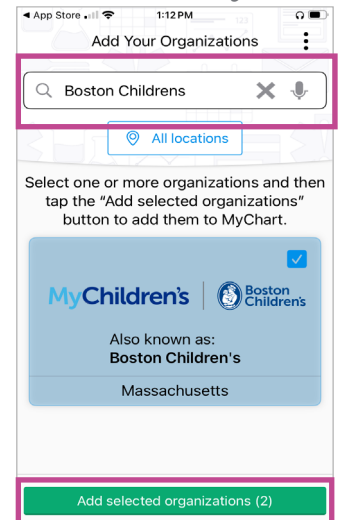 App Store
1:12 PM
Add Your Organizations
Boston Childrens
All locations
Select one or more organizations and then
tap the “Add selected organizations”
button to add them to MyChart.
MyChildren's
Boston
Children's
Also known as:
Boston Children's
Massachusetts
Add selected organizations (2)